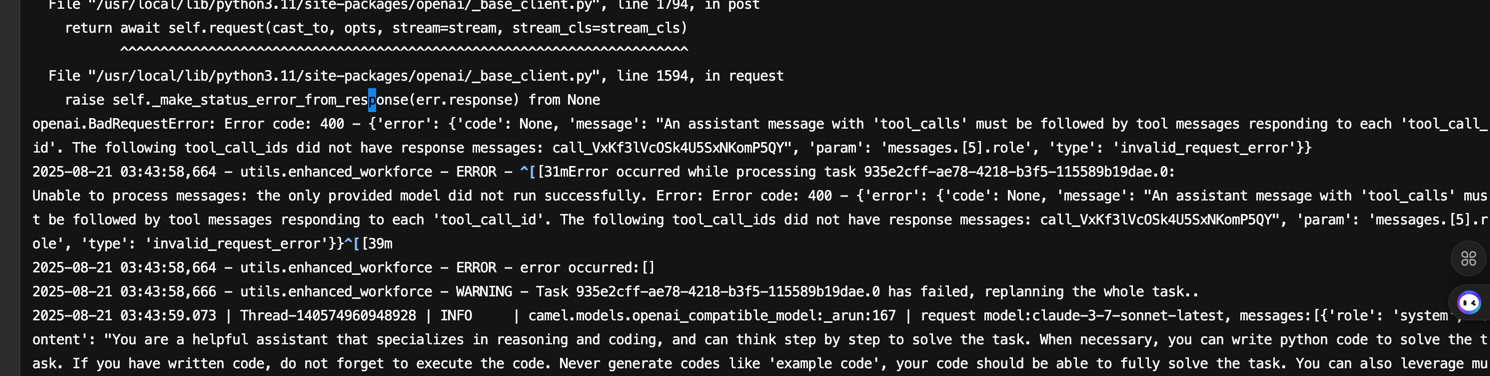 File "/usr/local/lib/python3.11/site-packages/openai/_base_client.py", line 1794, in post
return await self.request(cast_to, opts, stream=stream, stream_cls=stream_cls)
^^^^^^^^^^^^^^^^^^^^^^^^^^^^^^^^^^^^^^^^^^^^^^^^^^^^^^^^^^^^^^^^^^^^^^^
File "/usr/local/lib/python3.11/site-packages/openai/_base_client.py", line 1594, in request
raise self._make_status_error_from_response(err.response) from None
openai.BadRequestError: Error code: 400 - {'error': {'code': None, 'message': "An assistant message with 'tool_calls' must be followed by tool messages responding to each 'tool_call_
id'. The following tool_call_ids did not have response messages: call_VxKf3lVcOSk4U5SxNKomP5QY", 'param': 'messages.[5].role', 'type': 'invalid_request_error'}}
2025-08-21 03:43:58,664 - utils.enhanced_workforce - ERROR - ^[[31mError occurred while processing task 935e2cff-ae78-4218-b3f5-115589b19dae.0:
Unable to process messages: the only provided model did not run successfully. Error: Error code: 400 - {'error': {'code': None, 'message': "An assistant message with 'tool_calls' mus
t be followed by tool messages responding to each 'tool_call_id'. The following tool_call_ids did not have response messages: call_VxKf3lVcOSk4U5SxNKomP5QY", 'param': 'messages.[5].r
ole', 'type': 'invalid_request_error'}}^[[39m
2025-08-21 03:43:58,664 - utils.enhanced_workforce - ERROR - error occurred:[]
2025-08-21 03:43:58,666 - utils.enhanced_workforce - WARNING - Task 935e2cff-ae78-4218-b3f5-115589b19dae.0 has failed, replanning the whole task..
2025-08-21 03:43:59.073 | Thread-140574960948928 | INFO     | camel.models.openai_compatible_model:_arun:167 | request model:claude-3-7-sonnet-latest, messages:[{'role': 'system',
ontent': "You are a helpful assistant that specializes in reasoning and coding, and can think step by step to solve the task. When necessary, you can write python code to solve the t
ask. If you have written code, do not forget to execute the code. Never generate codes like 'example code', your code should be able to fully solve the task. You can also leverage mu